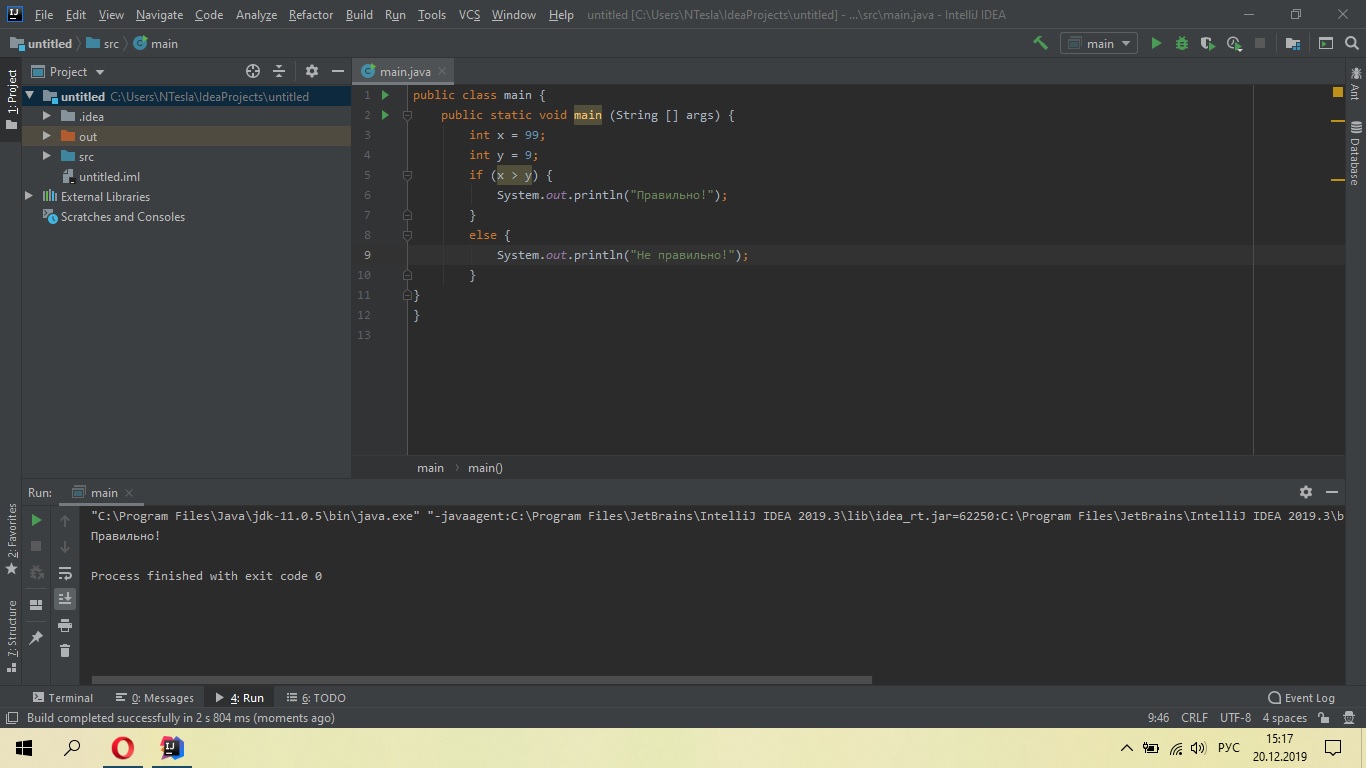 File Edit View Navigate Code Analyze Refactor Build Run Tools VCS Window Help untitled [C:\Users\NTesla\IdeaProjects\untitled] - ...\src\main.java - IntelliJ IDEA
untitled src main main
1: Project
Project
main.java
untitled C:\Users\NTesla\IdeaProjects\untitled
.idea
out
src
untitled.iml
External Libraries
Scratches and Consoles
1 public class main {
2 public static void main (String [] args) {
3 int x = 99;
4 int y = 9;
5 if (x > y) {
6 System.out.println("Правильно!");
7 }
8 else {
9 System.out.println("Не правильно!");
10 }
11 }
12 }
13
Ant
Database
main main()
Run: main
"C:\Program Files\Java\jdk-11.0.5\bin\java.exe" "-javaagent:C:\Program Files\JetBrains\IntelliJ IDEA 2019.3\lib\idea_rt.jar=62250:C:\Program Files\JetBrains\IntelliJ IDEA 2019.3\b
Правильно!
Process finished with exit code 0
2: Favorites
7: Structure
Terminal 0: Messages 4: Run 6: TODO Event Log
Build completed successfully in 2 s 804 ms (moments ago) 9:46 CRLF UTF-8 4 spaces
РУС 15:17
20.12.2019